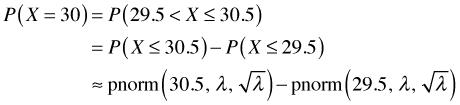 P(X = 30) = P(29.5 < X ≤ 30.5)
= P(X ≤ 30.5) − P(X ≤ 29.5)
≈ pnorm(30.5, λ, √λ) − pnorm(29.5, λ, √λ)